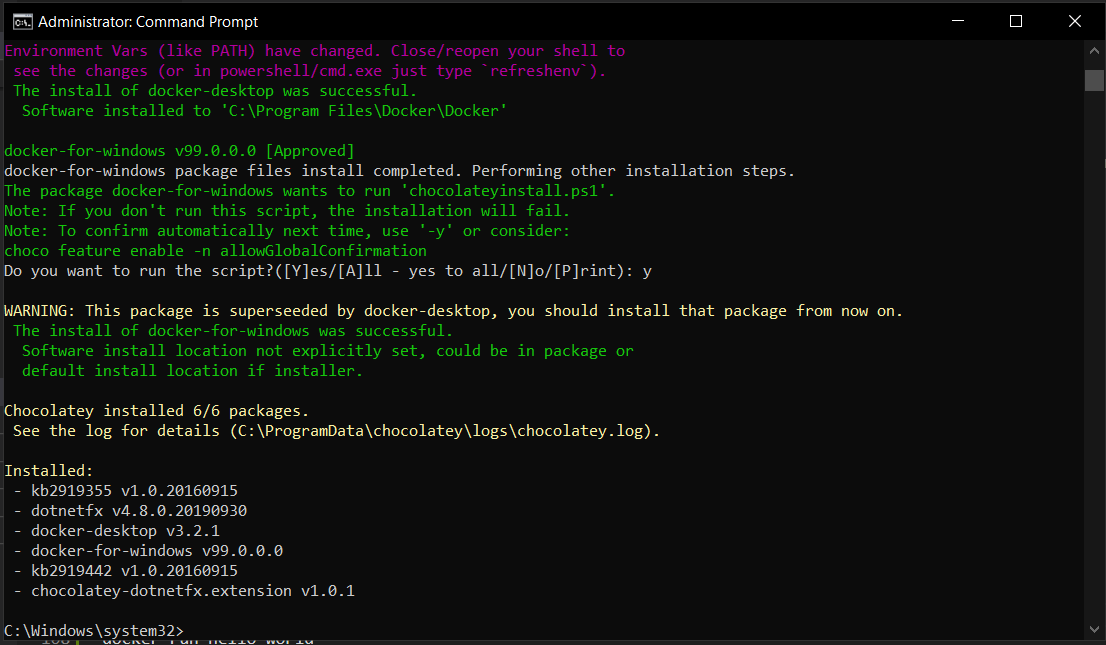 Administrator: Command Prompt
Environment Vars (like PATH) have changed. Close/reopen your shell to
see the changes (or in powershell/cmd.exe just type `refreshenv`).
The install of docker-desktop was successful.
Software installed to 'C:\Program Files\Docker\Docker'
docker-for-windows v99.0.0.0 [Approved]
docker-for-windows package files install completed. Performing other installation steps.
The package docker-for-windows wants to run 'chocolateyinstall.ps1'.
Note: If you don't run this script, the installation will fail.
Note: To confirm automatically next time, use '-y' or consider:
choco feature enable -n allowGlobalConfirmation
Do you want to run the script?([Y]es/[A]ll - yes to all/[N]o/[P]rint): y
WARNING: This package is superseeded by docker-desktop, you should install that package from now on.
The install of docker-for-windows was successful.
Software install location not explicitly set, could be in package or
default install location if installer.
Chocolatey installed 6/6 packages.
See the log for details (C:\ProgramData\chocolatey\logs\chocolatey.log).
Installed:
- kb2919355 v1.0.20160915
- dotnetfx v4.8.0.20190930
- docker-desktop v3.2.1
- docker-for-windows v99.0.0.0
- kb2919442 v1.0.20160915
- chocolatey-dotnetfx.extension v1.0.1
C:\Windows\system32>
docker run hello world